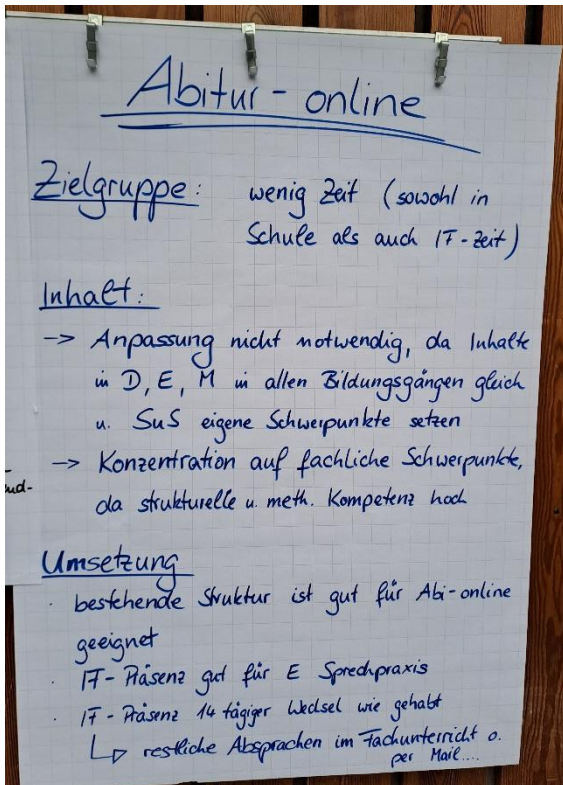 Abitur - online
Zielgruppe: wenig Zeit (sowohl in
Schule als auch IF-Zeit)
Inhalt:
-> Anpassung nicht notwendig, da Inhalte
in D, E, M in allen Bildungsgängen gleich
u. SuS eigene Schwerpunkte setzen
-> Konzentration auf fachliche Schwerpunkte,
da strukturelle u. meth. Kompetenz hoch
ud-
Umsetzung
· bestehende Struktur ist gut für Abi-online
geeignet
· IF-Präsenz gut für E Sprechpraxis
· IF-Präsenz 14 tägiger Wechsel wie gehabt
↳ restliche Absprachen im Fachunterricht o.
per Mail....